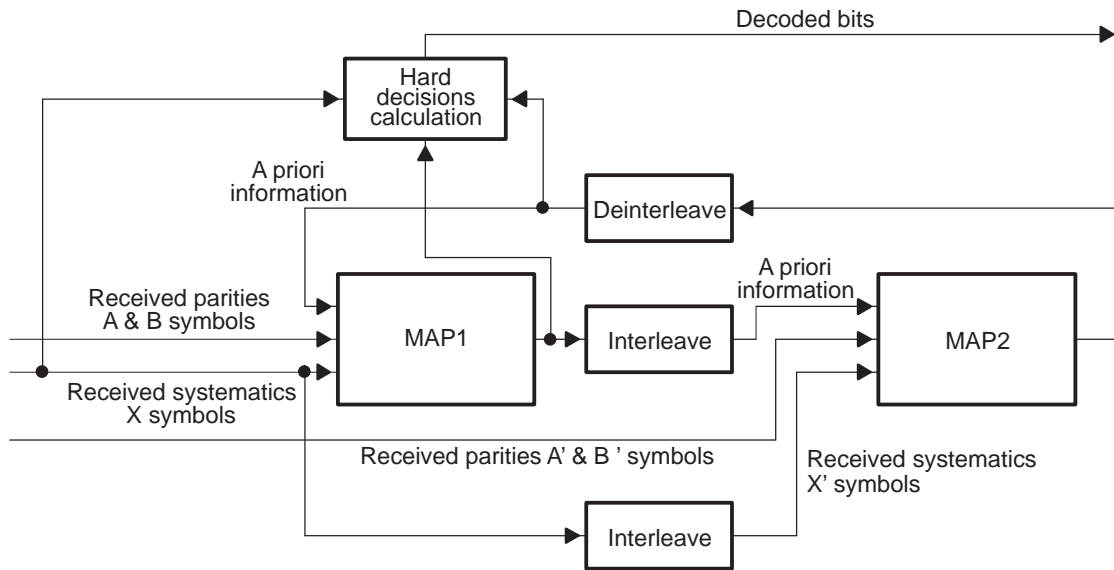 Decoded bits
Hard
decisions
calculation
A priori
information
Deinterleave
A priori
information
Received parities
A & B symbols
MAP1
Interleave
MAP2
Received systematics
X symbols
Received parities A’ & B ’ symbols
Received systematics
X’ symbols
Interleave